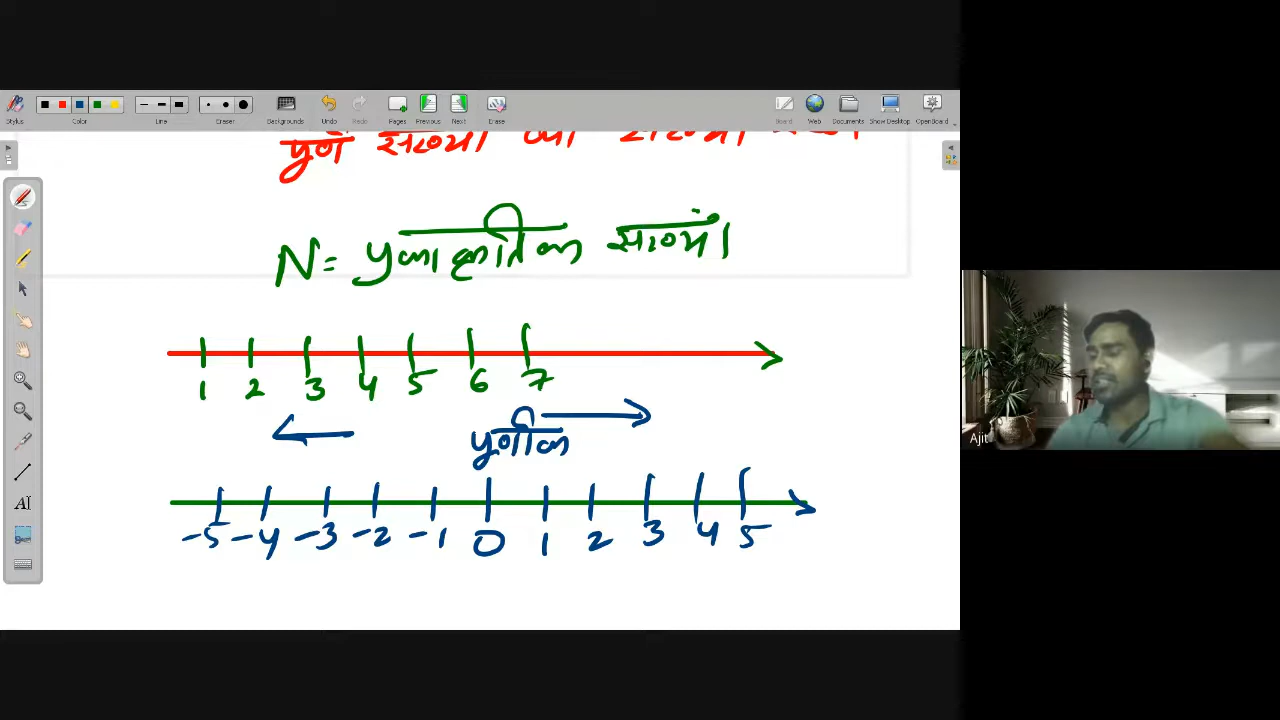 Board Web Documents Show Desktop OpenBoard
Stylus Color Line Eraser Backgrounds Undo Redo Pages Previous Next Erase
पूर्ण संख्या
N = प्राकृतिक संख्या
1 2 3 4 5 6 7
पूर्णांक
-5 -4 -3 -2 -1 0 1 2 3 4 5
Ajit